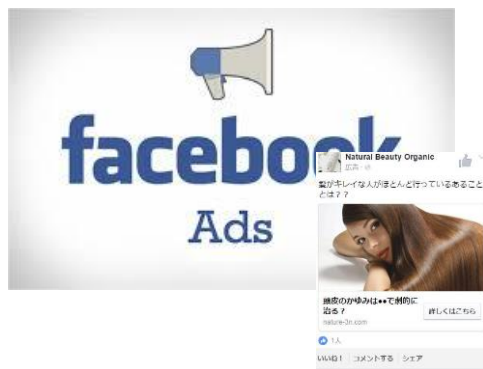 facebook
Ads
Natural Beauty Organic
広告
髪がキレイな人がほとんど行っているあること
とは？？
頭皮のかゆみは●●で劇的に
治る？
詳しくはこちら
nature-3n.com
1人
いいね！ コメントする シェア